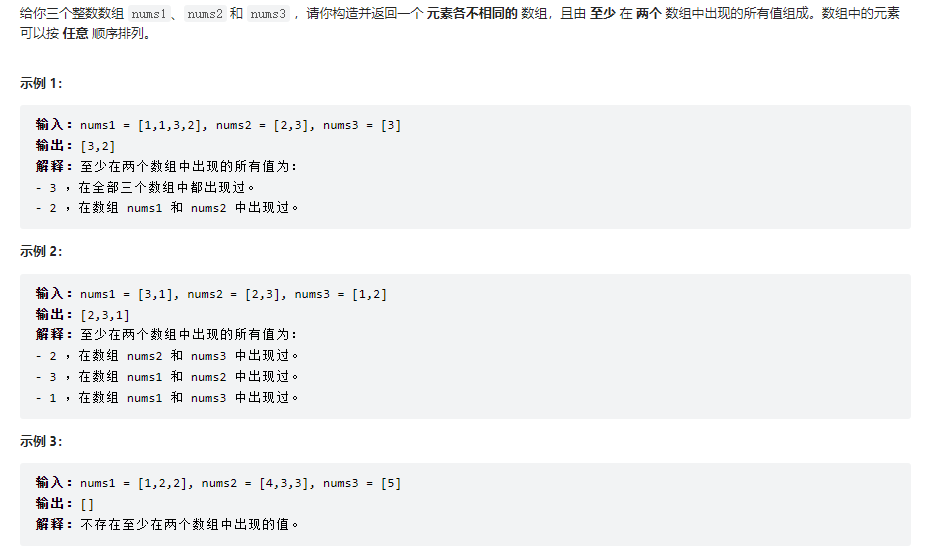 给你三个整数数组 nums1、nums2 和 nums3 ，请你构造并返回一个 元素各不相同的 数组，且由 至少 在 两个 数组中出现的所有值组成。数组中的元素
可以按 任意 顺序排列。
示例 1：
输入：nums1 = [1,1,3,2], nums2 = [2,3], nums3 = [3]
输出：[3,2]
解释：至少在两个数组中出现的所有值为：
- 3 ，在全部三个数组中都出现过。
- 2 ，在数组 nums1 和 nums2 中出现过。
示例 2：
输入：nums1 = [3,1], nums2 = [2,3], nums3 = [1,2]
输出：[2,3,1]
解释：至少在两个数组中出现的所有值为：
- 2 ，在数组 nums2 和 nums3 中出现过。
- 3 ，在数组 nums1 和 nums2 中出现过。
- 1 ，在数组 nums1 和 nums3 中出现过。
示例 3：
输入：nums1 = [1,2,2], nums2 = [4,3,3], nums3 = [5]
输出：[]
解释：不存在至少在两个数组中出现的值。